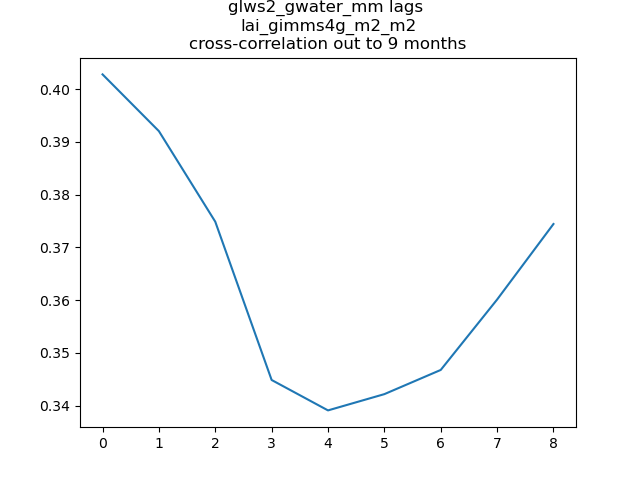 glws2_gwater_mm lags
lai_gimms4g_m2_m2
cross-correlation out to 9 months
0.40
0.39
0.38
0.37
0.36
0.35
0.34
0 1 2 3 4 5 6 7 8